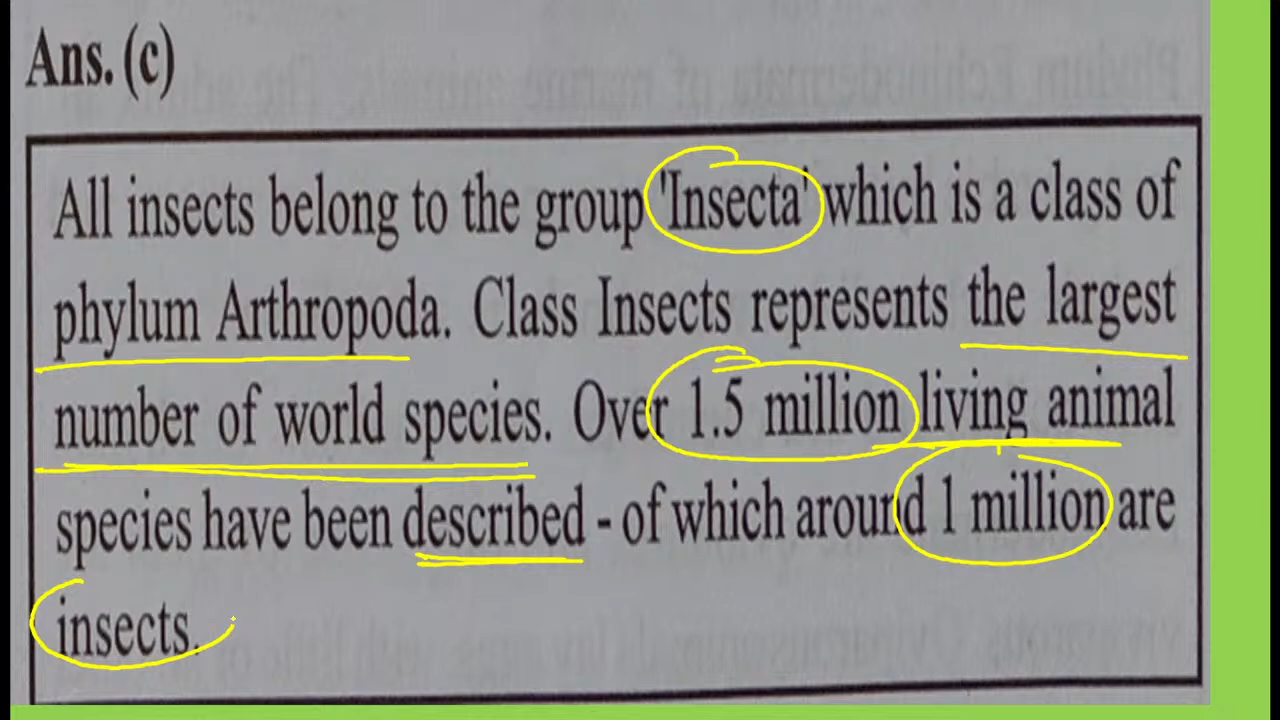 Ans. (c)
All insects belong to the group 'Insecta' which is a class of
phylum Arthropoda. Class Insects represents the largest
number of world species. Over 1.5 million living animal
species have been described - of which around 1 million are
insects.